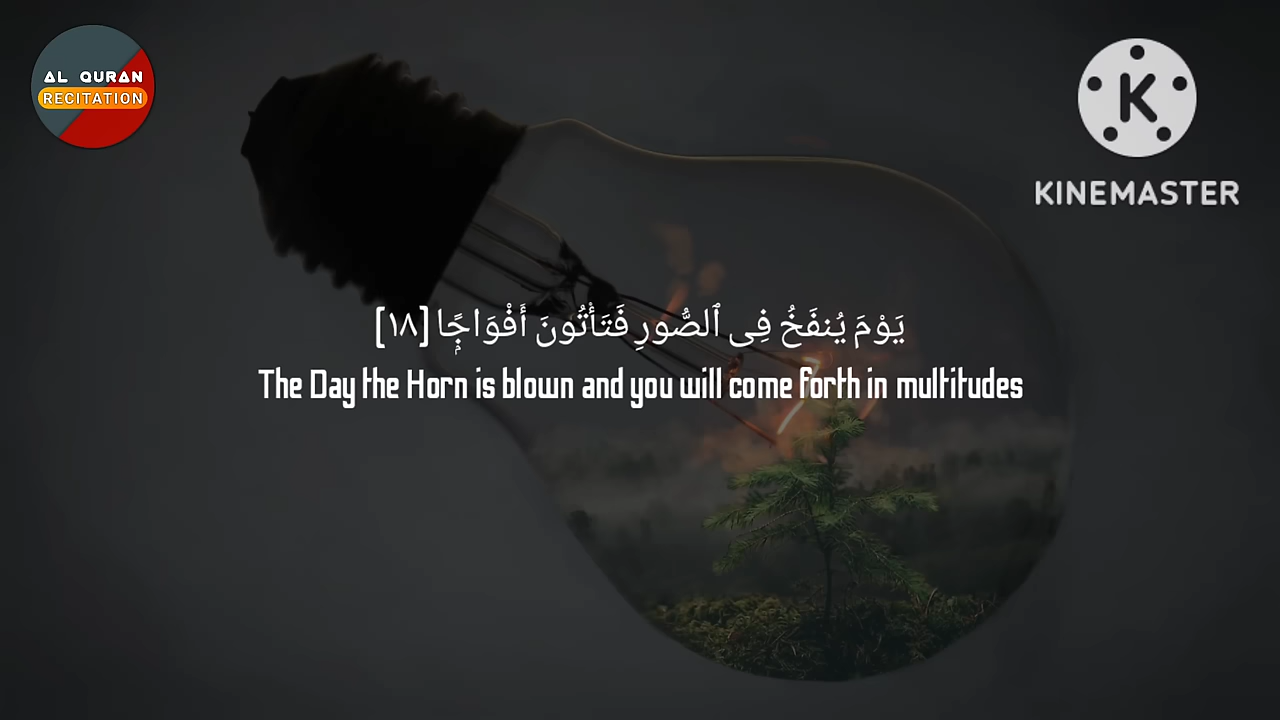 AL QURAN
RECITATION
K
KINEMASTER
يَوْمَ يُنفَخُ فِى ٱلصُّورِ فَتَأْتُونَ أَفْوَاجًۭا [١٨]
The Day the Horn is blown and you will come forth in multitudes